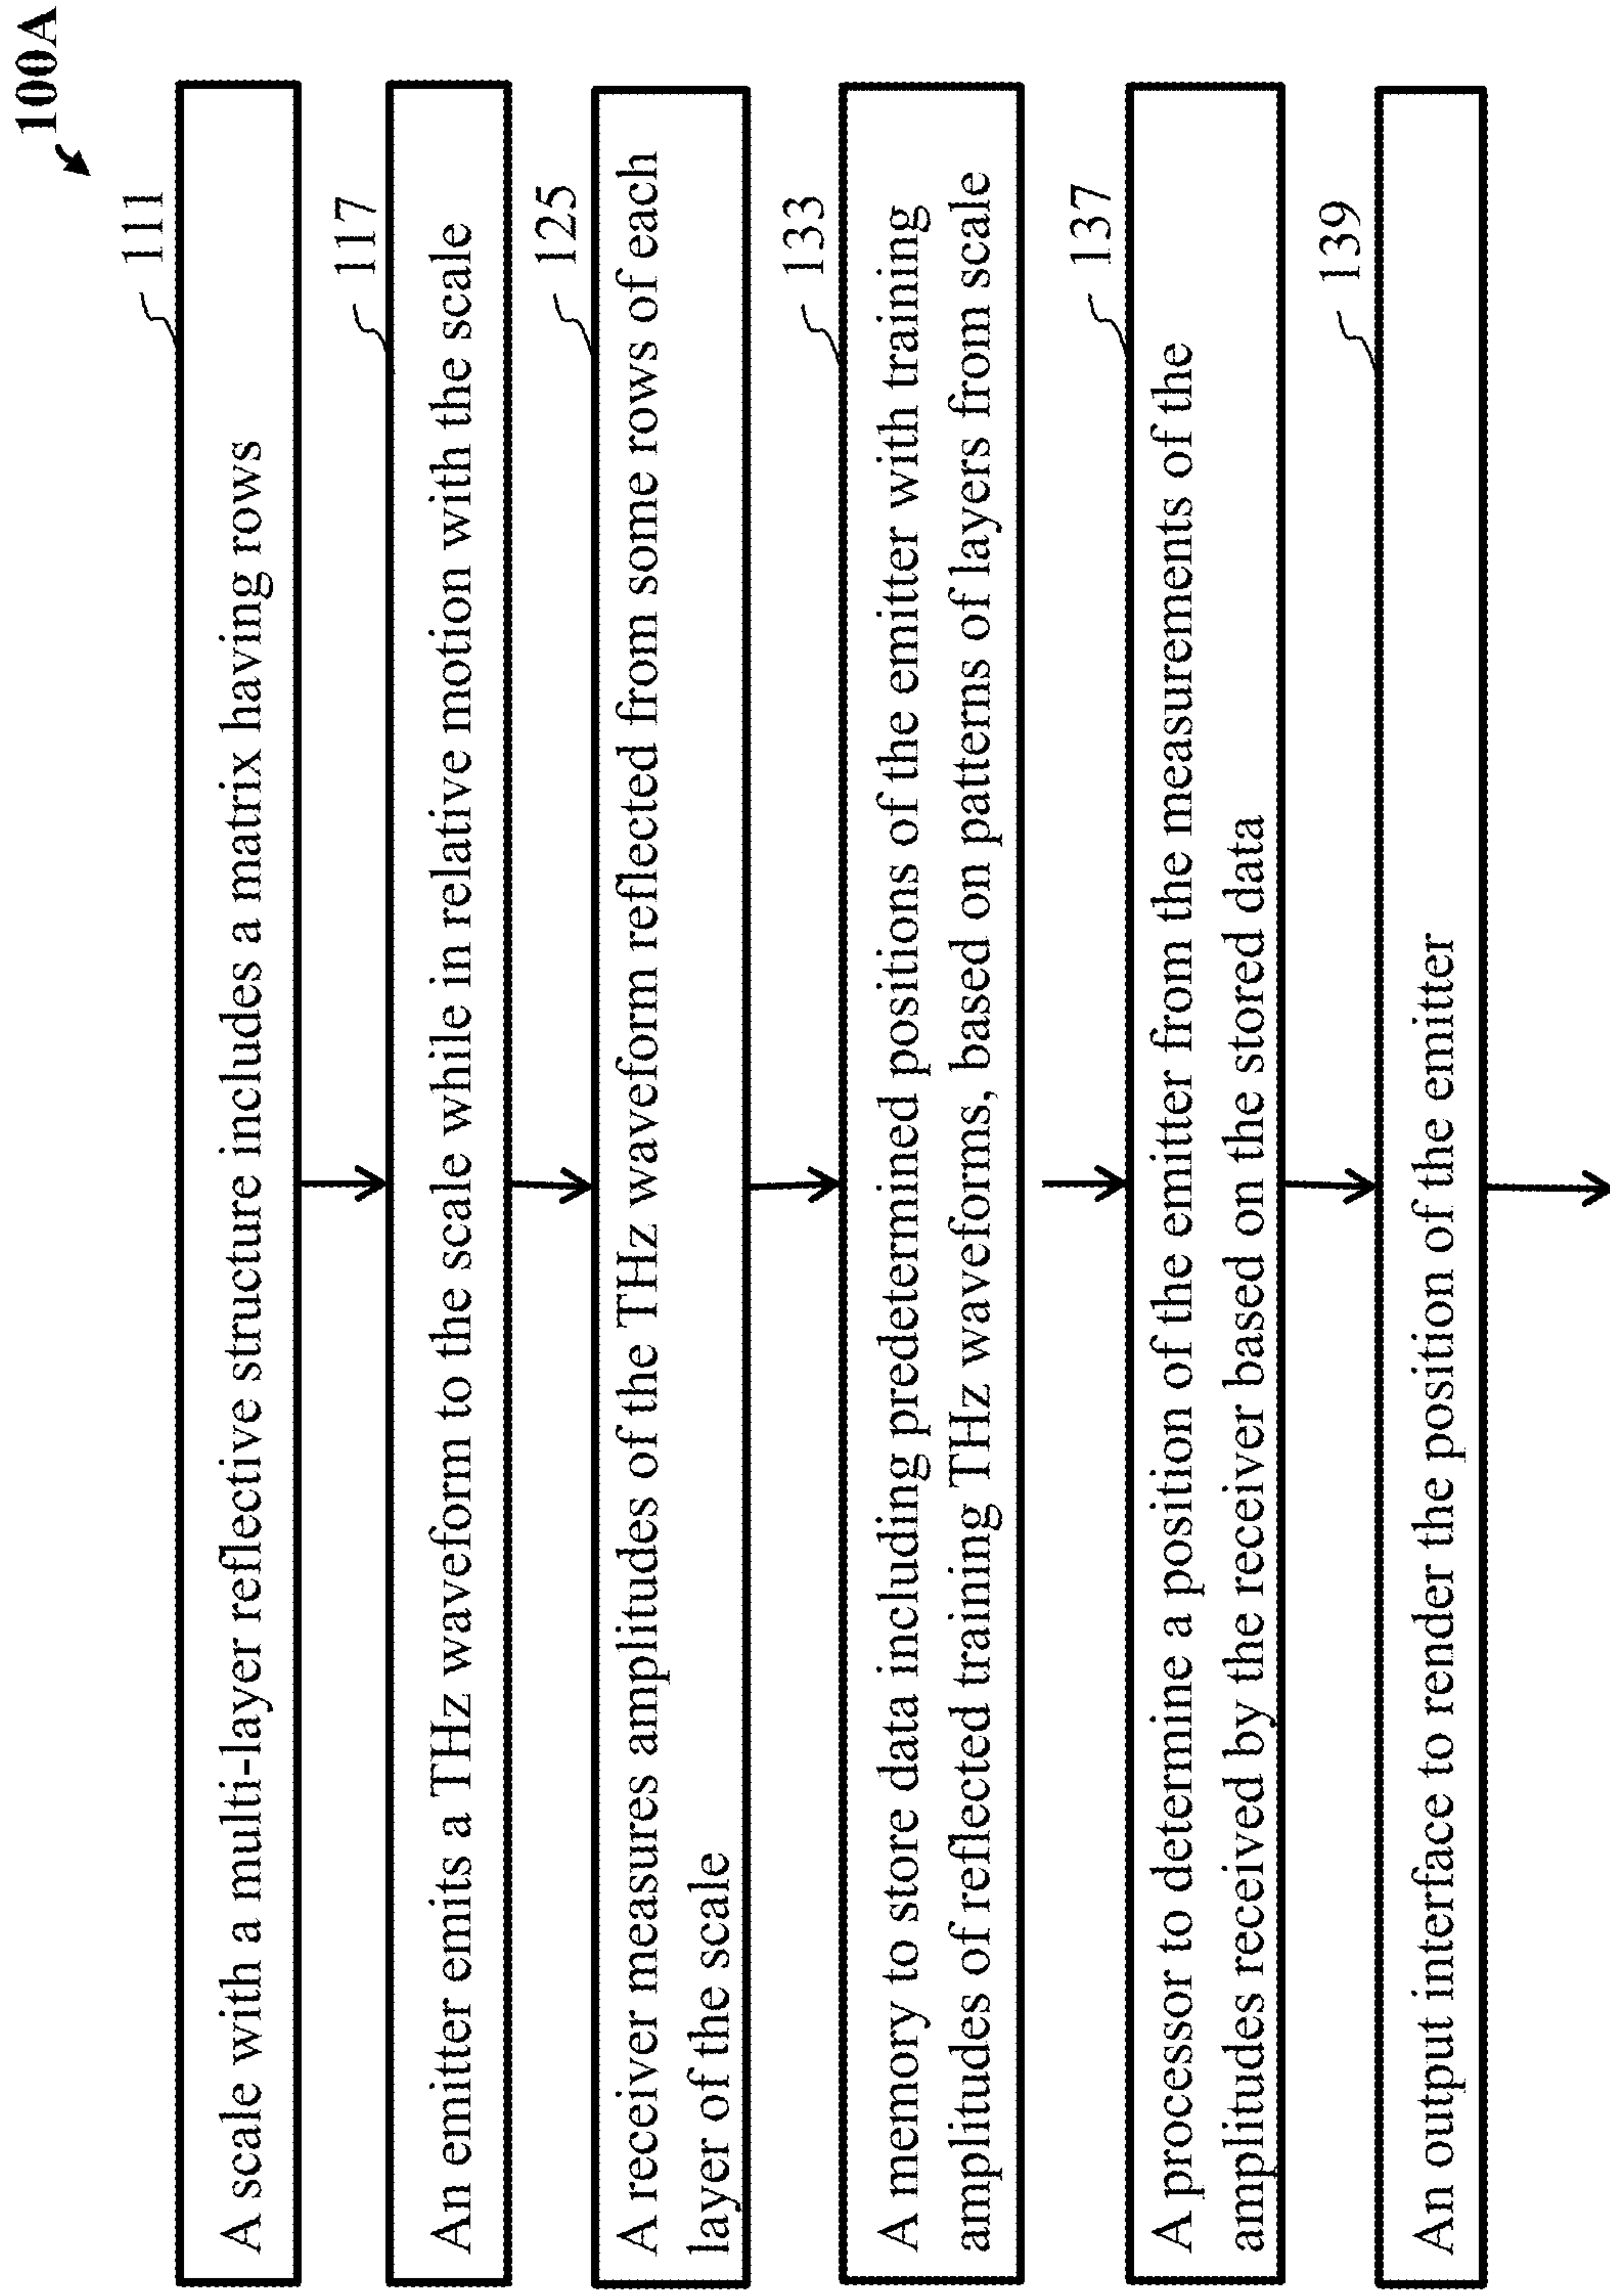 100A
111
A scale with a multi-layer reflective structure includes a matrix having rows
117
An emitter emits a THz waveform to the scale while in relative motion with the scale
125
A receiver measures amplitudes of the THz waveform reflected from some rows of each
layer of the scale
133
A memory to store data including predetermined positions of the emitter with training
amplitudes of reflected training THz waveforms, based on patterns of layers from scale
137
A processor to determine a position of the emitter from the measurements of the
amplitudes received by the receiver based on the stored data
139
An output interface to render the position of the emitter